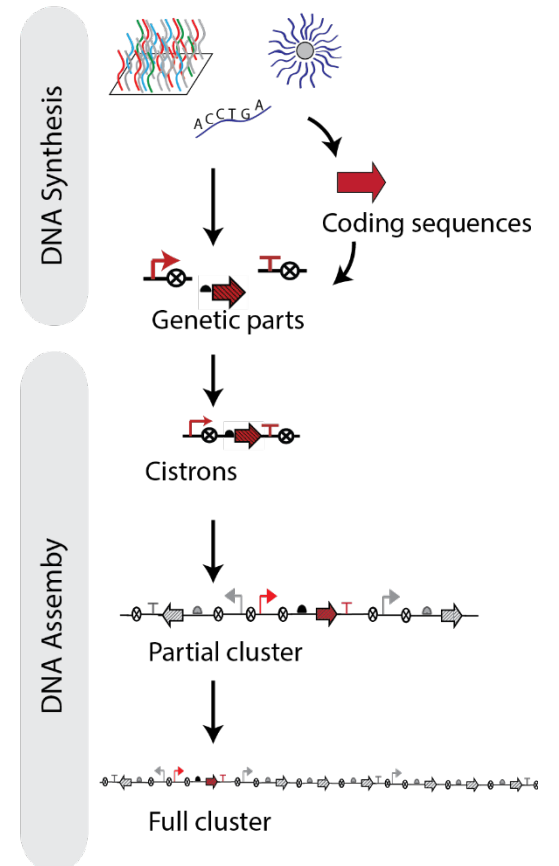 DNA Synthesis
ACCTGA
Coding sequences
Genetic parts
DNA Assemby
Cistrons
Partial cluster
Full cluster